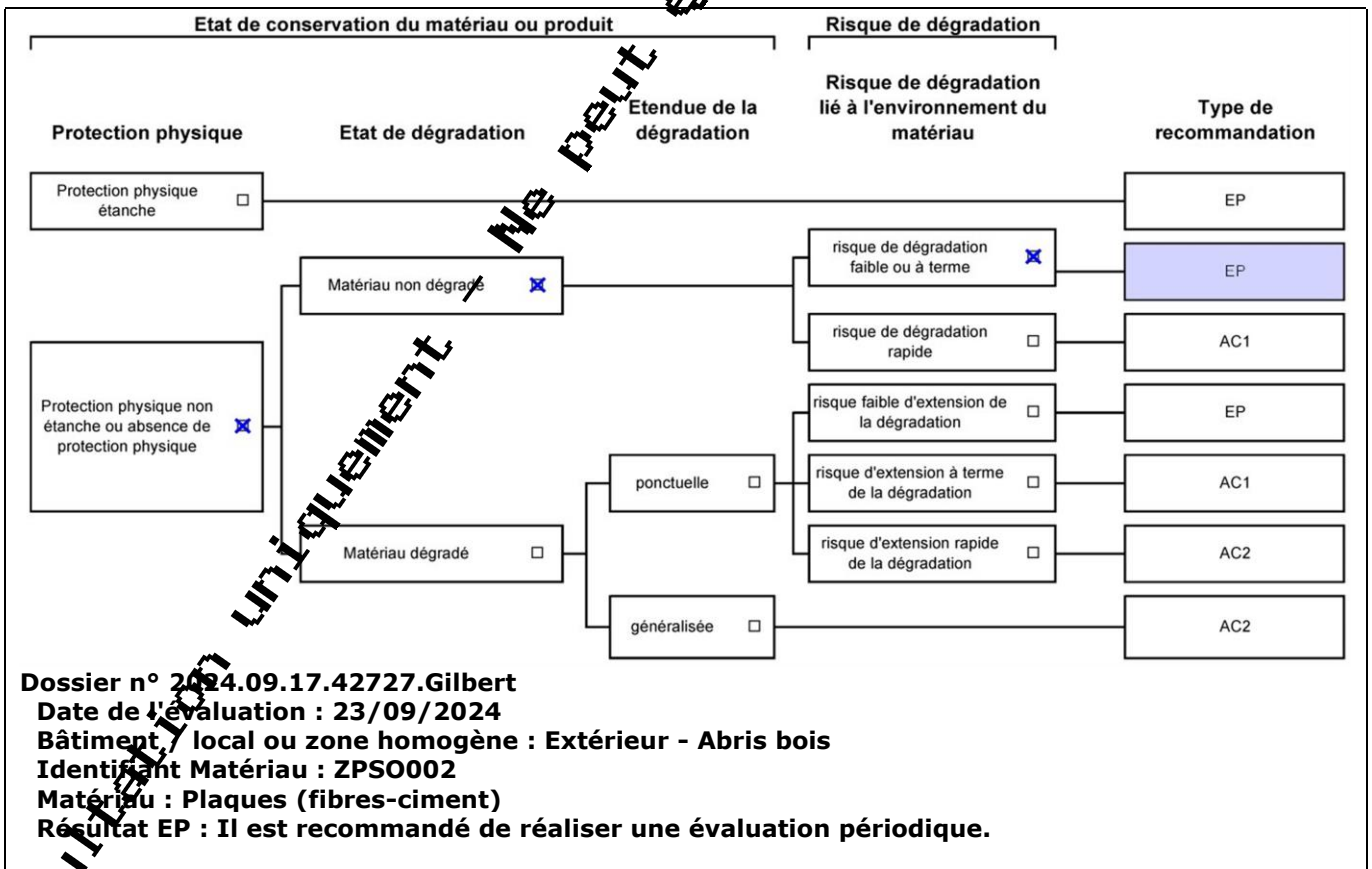 Etat de conservation du matériau ou produit
Risque de dégradation
Protection physique
Etat de dégradation
Etendue de la
dégradation
Risque de dégradation
lié à l'environnement du
matériau
Type de
recommandation
Protection physique
étanche
EP
Matériau non dégradé
risque de dégradation
faible ou à terme
EP
risque de dégradation
rapide
AC1
Protection physique non
étanche ou absence de
protection physique
risque faible d'extension de
la dégradation
EP
ponctuelle
risque d'extension à terme
de la dégradation
AC1
Matériau dégradé
risque d'extension rapide
de la dégradation
AC2
généralisée
AC2
Dossier n° 2024.09.17.42727.Gilbert
Date de l'évaluation : 23/09/2024
Bâtiment / local ou zone homogène : Extérieur - Abris bois
Identifiant Matériau : ZPSO002
Matériau : Plaques (fibres-ciment)
Résultat EP : Il est recommandé de réaliser une évaluation périodique.
uniquement - Ne peut